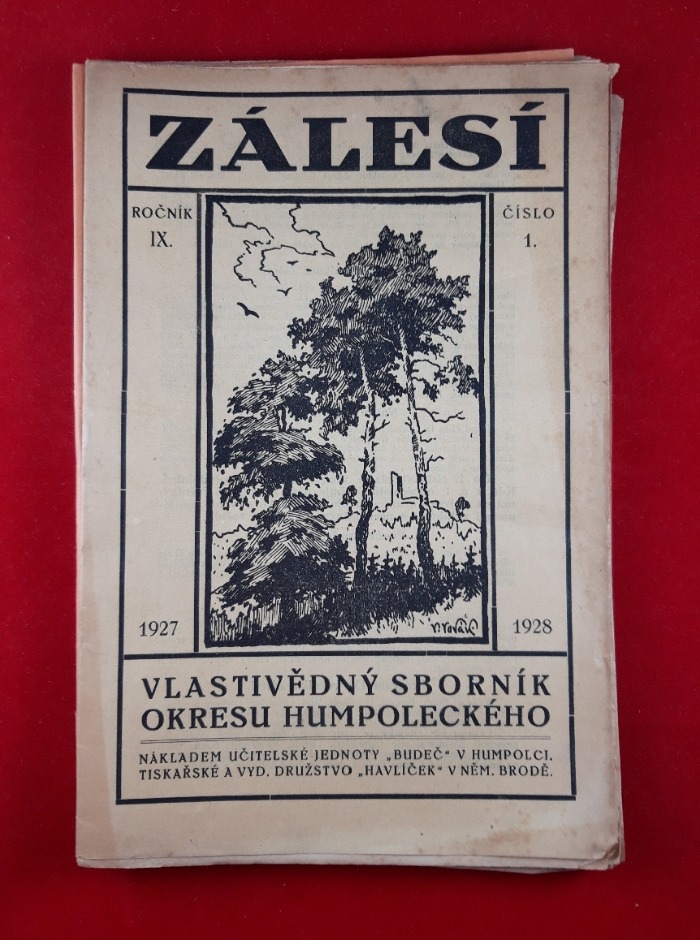 ZÁLESÍ
ROČNÍK
IX.
ČÍSLO
1.
1927
1928
VLASTIVĚDNÝ SBORNÍK
OKRESU HUMPOLECKÉHO
NÁKLADEM UČITELSKÉ JEDNOTY „BUDEČ“ V HUMPOLCI.
TISKAŘSKÉ A VYD. DRUŽSTVO „HAVLÍČEK“ V NĚM. BRODĚ.